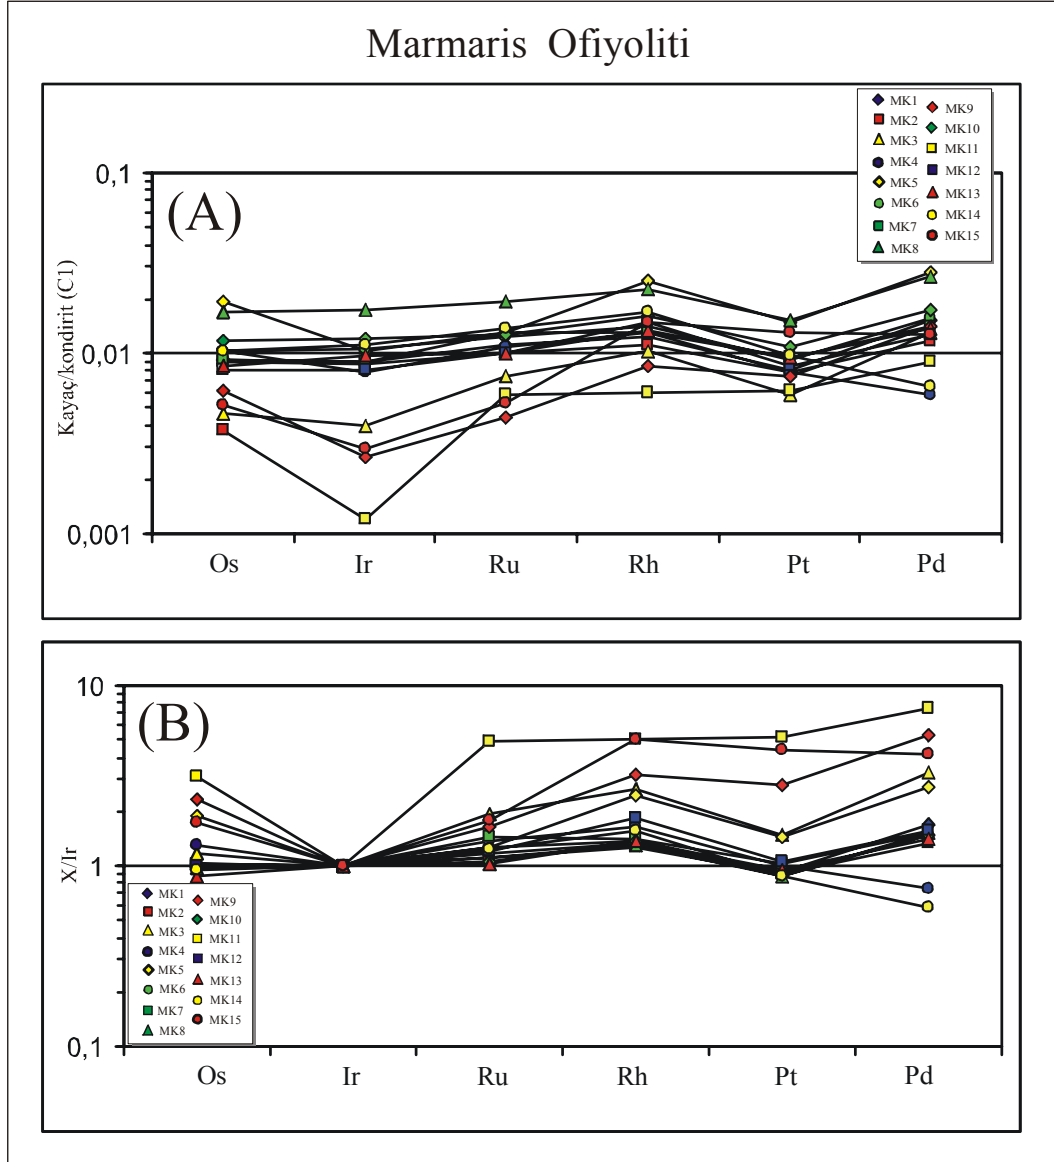 Marmaris Ofiyoliti
(A)
Kayaç/kondirit (C1)
0,1
0,01
0,001
Os Ir Ru Rh Pt Pd
MK1
MK2
MK3
MK4
MK5
MK6
MK7
MK8
MK9
MK10
MK11
MK12
MK13
MK14
MK15
(B)
X/Ir
10
1
0,1
Os Ir Ru Rh Pt Pd
MK1
MK2
MK3
MK4
MK5
MK6
MK7
MK8
MK9
MK10
MK11
MK12
MK13
MK14
MK15